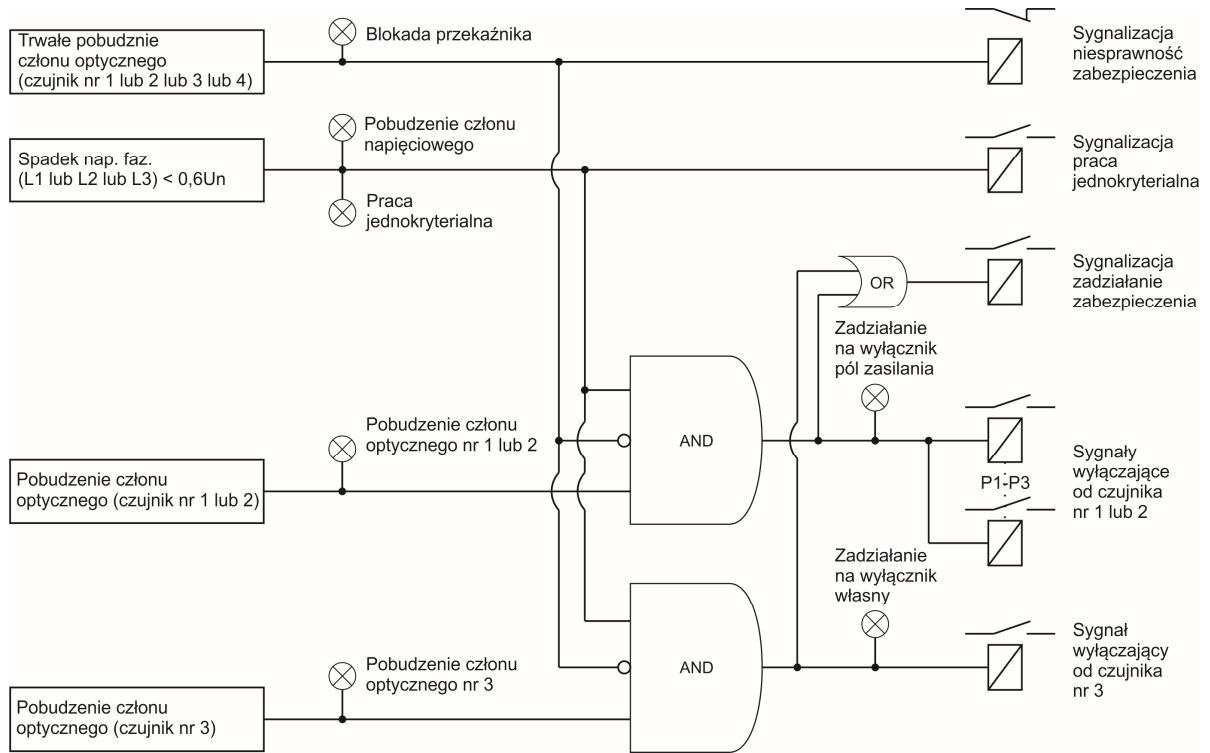 Trwałe pobudznie
członu optycznego
(czujnik nr 1 lub 2 lub 3 lub 4)
Blokada przekaźnika
Sygnalizacja
niesprawność
zabezpieczenia
Spadek nap. faz.
(L1 lub L2 lub L3) < 0,6Un
Pobudzenie członu
napięciowego
Praca
jednokryterialna
Sygnalizacja
praca
jednokryterialna
OR
Sygnalizacja
zadziałanie
zabezpieczenia
Zadziałanie
na wyłącznik
pól zasilania
Pobudzenie członu
optycznego (czujnik nr 1 lub 2)
Pobudzenie członu
optycznego nr 1 lub 2
AND
P1-P3
Sygnały
wyłączające
od czujnika
nr 1 lub 2
Zadziałanie
na wyłącznik
własny
Pobudzenie członu
optycznego (czujnik nr 3)
Pobudzenie członu
optycznego nr 3
AND
Sygnał
wyłączający
od czujnika
nr 3